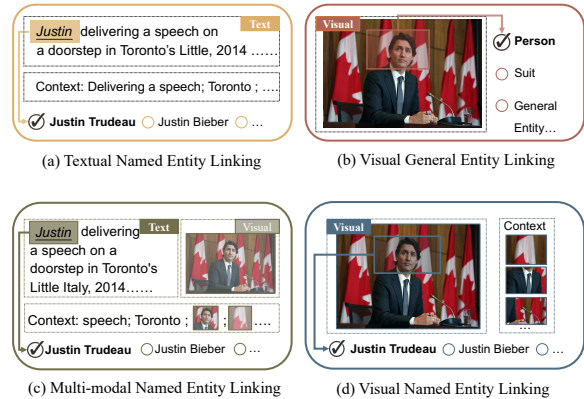 Text
Justin delivering a speech on
a doorstep in Toronto's Little, 2014 ……
Context: Delivering a speech; Toronto ; ….
Justin Trudeau Justin Bieber …
(a) Textual Named Entity Linking
Visual
Person
Suit
General
Entity…
(b) Visual General Entity Linking
Text
Justin delivering
a speech on a
doorstep in Toronto's
Little Italy, 2014……
Visual
Context: speech; Toronto ; ; ….
Justin Trudeau Justin Bieber …
(c) Multi-modal Named Entity Linking
Visual
Context
…
Justin Trudeau Justin Bieber …
(d) Visual Named Entity Linking